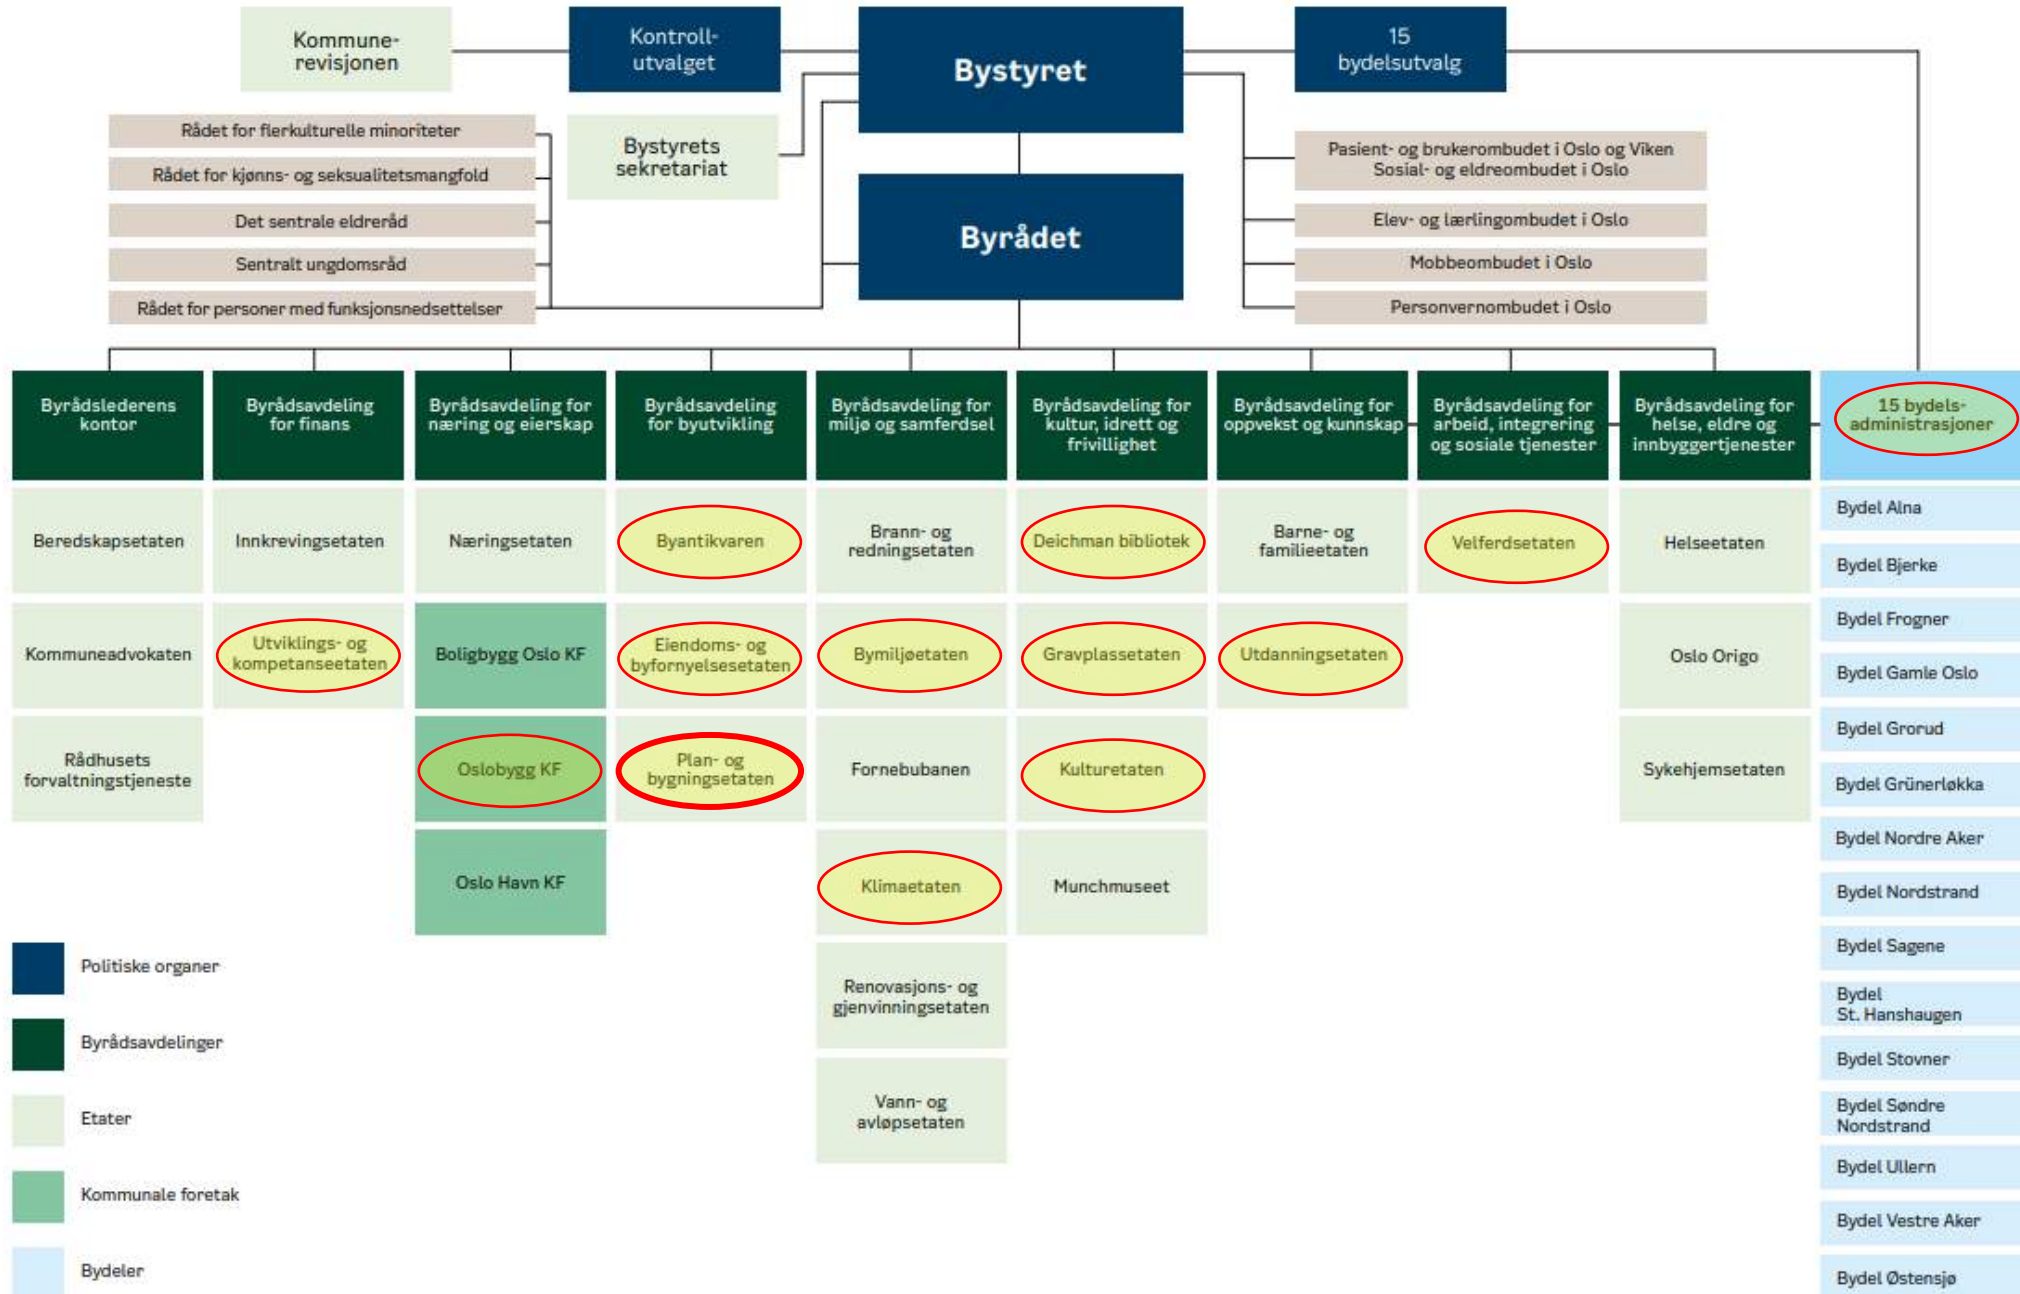 Kommune-
revisjonen
Kontroll-
utvalget
Bystyret
15
bydelsutvalg
Rådet for flerkulturelle minoriteter
Rådet for kjønns- og seksualitetsmangfold
Det sentrale eldreråd
Sentralt ungdomsråd
Rådet for personer med funksjonsnedsettelser
Bystyrets
sekretariat
Byrådet
Pasient- og brukerombudet i Oslo og Viken
Sosial- og eldreombudet i Oslo
Elev- og lærlingombudet i Oslo
Mobbeombudet i Oslo
Personvernombudet i Oslo
Byrådslederens
kontor
Beredskapsetaten
Kommuneadvokaten
Rådhusets
forvaltningstjeneste
Byrådsavdeling
for finans
Innkrevingsetaten
Utviklings- og
kompetanseetaten
Byrådsavdeling for
næring og eierskap
Næringsetaten
Boligbygg Oslo KF
Oslobygg KF
Oslo Havn KF
Byrådsavdeling
for byutvikling
Byantikvaren
Eiendoms- og
byfornyelsesetaten
Plan- og
bygningsetaten
Byrådsavdeling for
miljø og samferdsel
Brann- og
redningsetaten
Bymiljøetaten
Fornebubanen
Klimaetaten
Renovasjons- og
gjenvinningsetaten
Vann- og
avløpsetaten
Byrådsavdeling for
kultur, idrett og
frivillighet
Deichman bibliotek
Gravplassetaten
Kulturetaten
Munchmuseet
Byrådsavdeling for
oppvekst og kunnskap
Barne- og
familieetaten
Utdanningsetaten
Byrådsavdeling for
arbeid, integrering
og sosiale tjenester
Velferdsetaten
Byrådsavdeling for
helse, eldre og
innbyggertjenester
Helseetaten
Oslo Origo
Sykehjemsetaten
15 bydels-
administrasjoner
Bydel Alna
Bydel Bjerke
Bydel Frogner
Bydel Gamle Oslo
Bydel Grorud
Bydel Grünerløkka
Bydel Nordre Aker
Bydel Nordstrand
Bydel Sagene
Bydel
St. Hanshaugen
Bydel Stovner
Bydel Søndre
Nordstrand
Bydel Ullern
Bydel Vestre Aker
Bydel Østensjø
Politiske organer
Byrådsavdelinger
Etater
Kommunale foretak
Bydeler